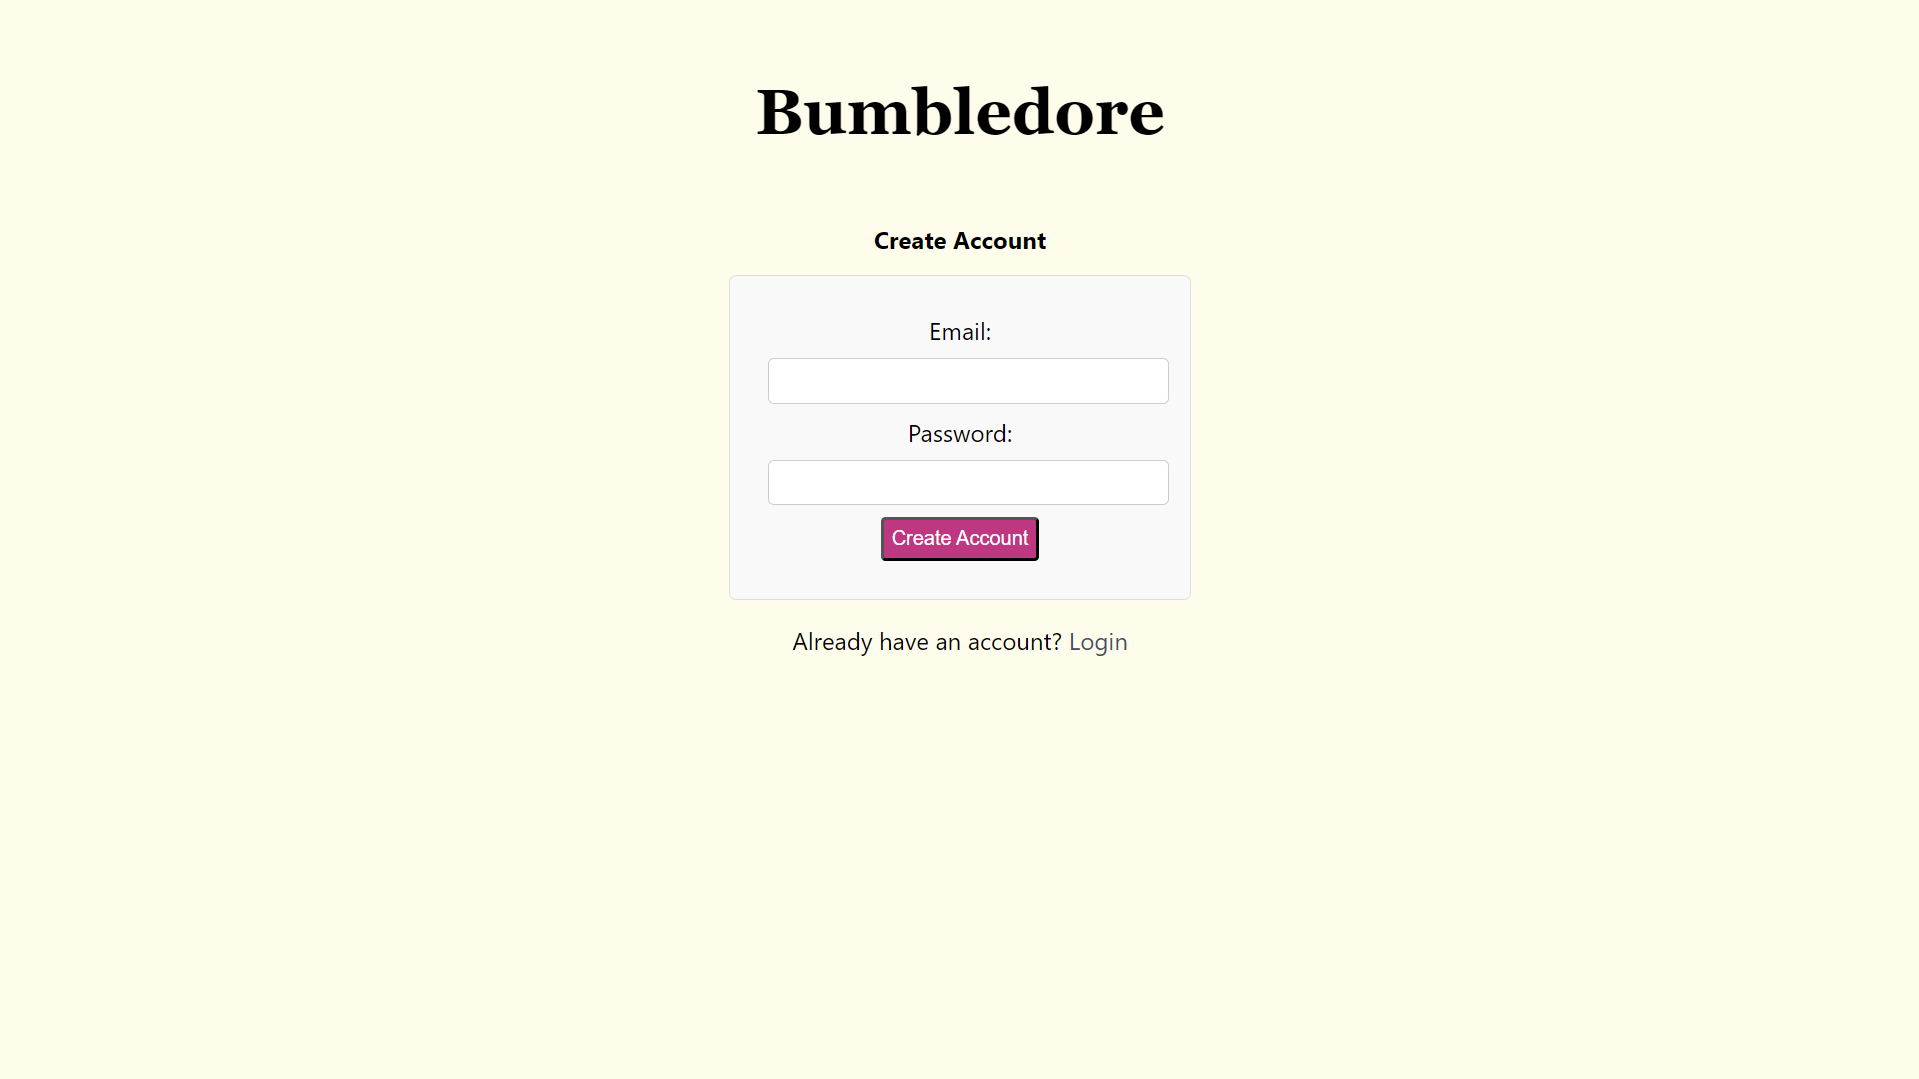 Bumbledore
Create Account
Email:
Password:
Create Account
Already have an account? Login